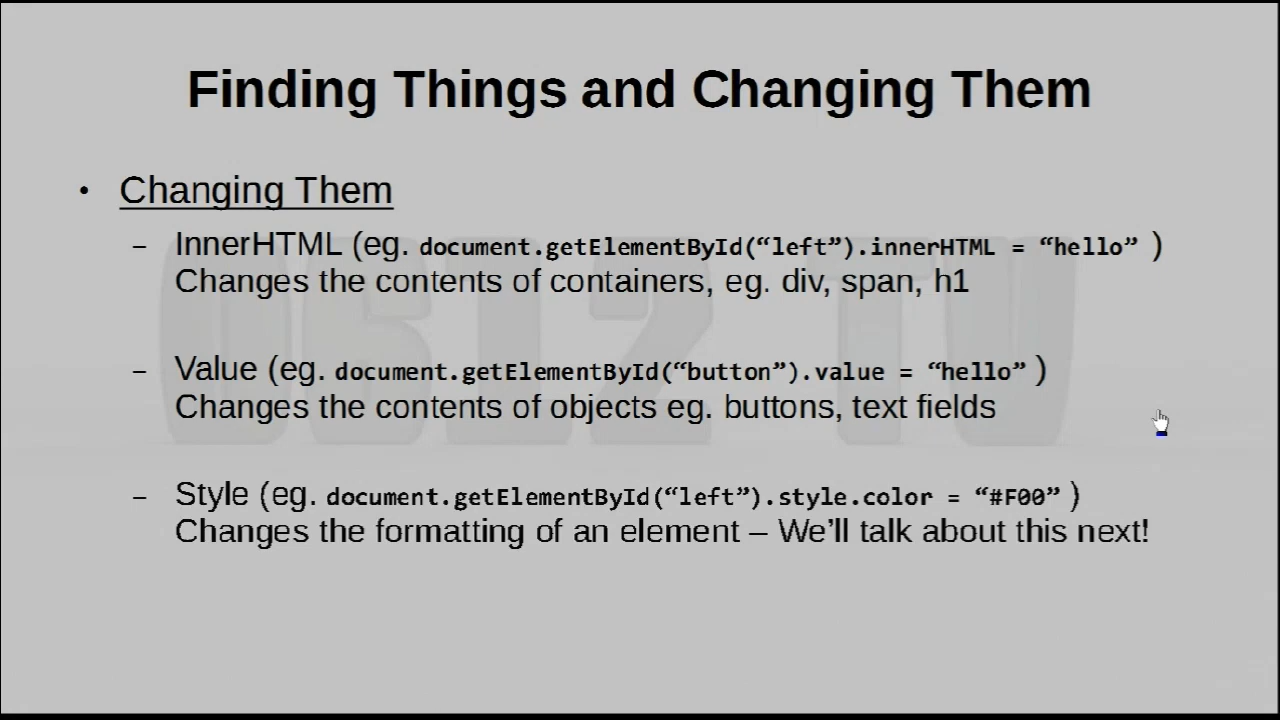 Finding Things and Changing Them
• Changing Them
– InnerHTML (eg. document.getElementById(“left”).innerHTML = “hello” )
Changes the contents of containers, eg. div, span, h1
– Value (eg. document.getElementById(“button”).value = “hello” )
Changes the contents of objects eg. buttons, text fields
– Style (eg. document.getElementById(“left”).style.color = “#F00” )
Changes the formatting of an element – We’ll talk about this next!
0612 TV